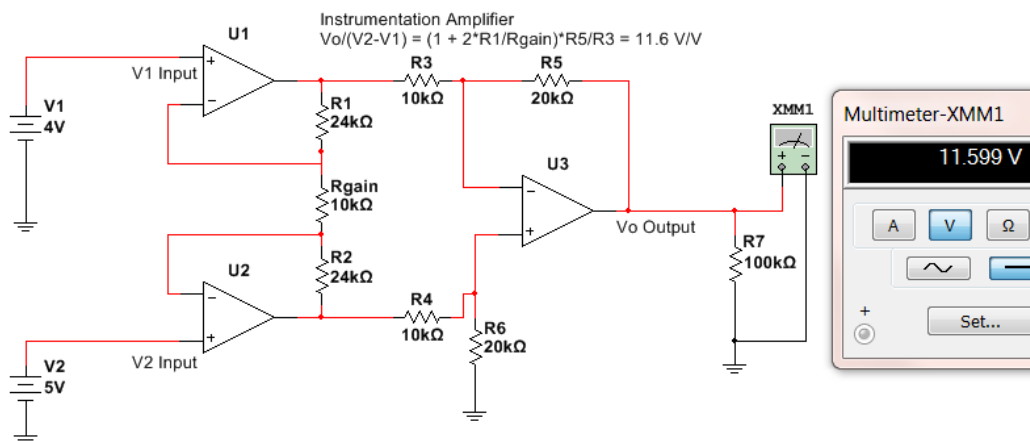 Instrumentation Amplifier
Vo/(V2-V1) = (1 + 2*R1/Rgain)*R5/R3 = 11.6 V/V
U1
+
−
V1 Input
V1
4V
R1
24kΩ
R3
10kΩ
R5
20kΩ
Rgain
10kΩ
U3
−
+
Vo Output
XMM1
+ −
R7
100kΩ
R2
24kΩ
U2
−
+
V2 Input
V2
5V
R4
10kΩ
R6
20kΩ
Multimeter-XMM1
11.599 V
A
V
Ω
+
Set...